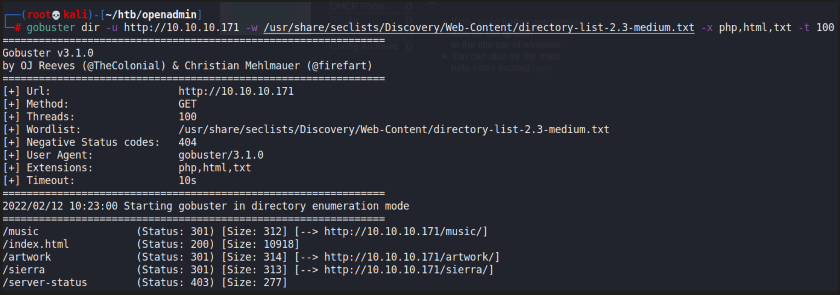 (root💀kali)-[~/htb/openadmin]
# gobuster dir -u http://10.10.10.171 -w /usr/share/seclists/Discovery/Web-Content/directory-list-2.3-medium.txt -x php,html,txt -t 100
===============================================================
Gobuster v3.1.0
by OJ Reeves (@TheColonial) & Christian Mehlmauer (@firefart)
===============================================================
[+] Url:                     http://10.10.10.171
[+] Method:                  GET
[+] Threads:                 100
[+] Wordlist:                /usr/share/seclists/Discovery/Web-Content/directory-list-2.3-medium.txt
[+] Negative Status codes:   404
[+] User Agent:              gobuster/3.1.0
[+] Extensions:              php,html,txt
[+] Timeout:                 10s
===============================================================
2022/02/12 10:23:00 Starting gobuster in directory enumeration mode
===============================================================
/music                (Status: 301) [Size: 312] [--> http://10.10.10.171/music/]
/index.html           (Status: 200) [Size: 10918]
/artwork              (Status: 301) [Size: 314] [--> http://10.10.10.171/artwork/]
/sierra               (Status: 301) [Size: 313] [--> http://10.10.10.171/sierra/]
/server-status        (Status: 403) [Size: 277]